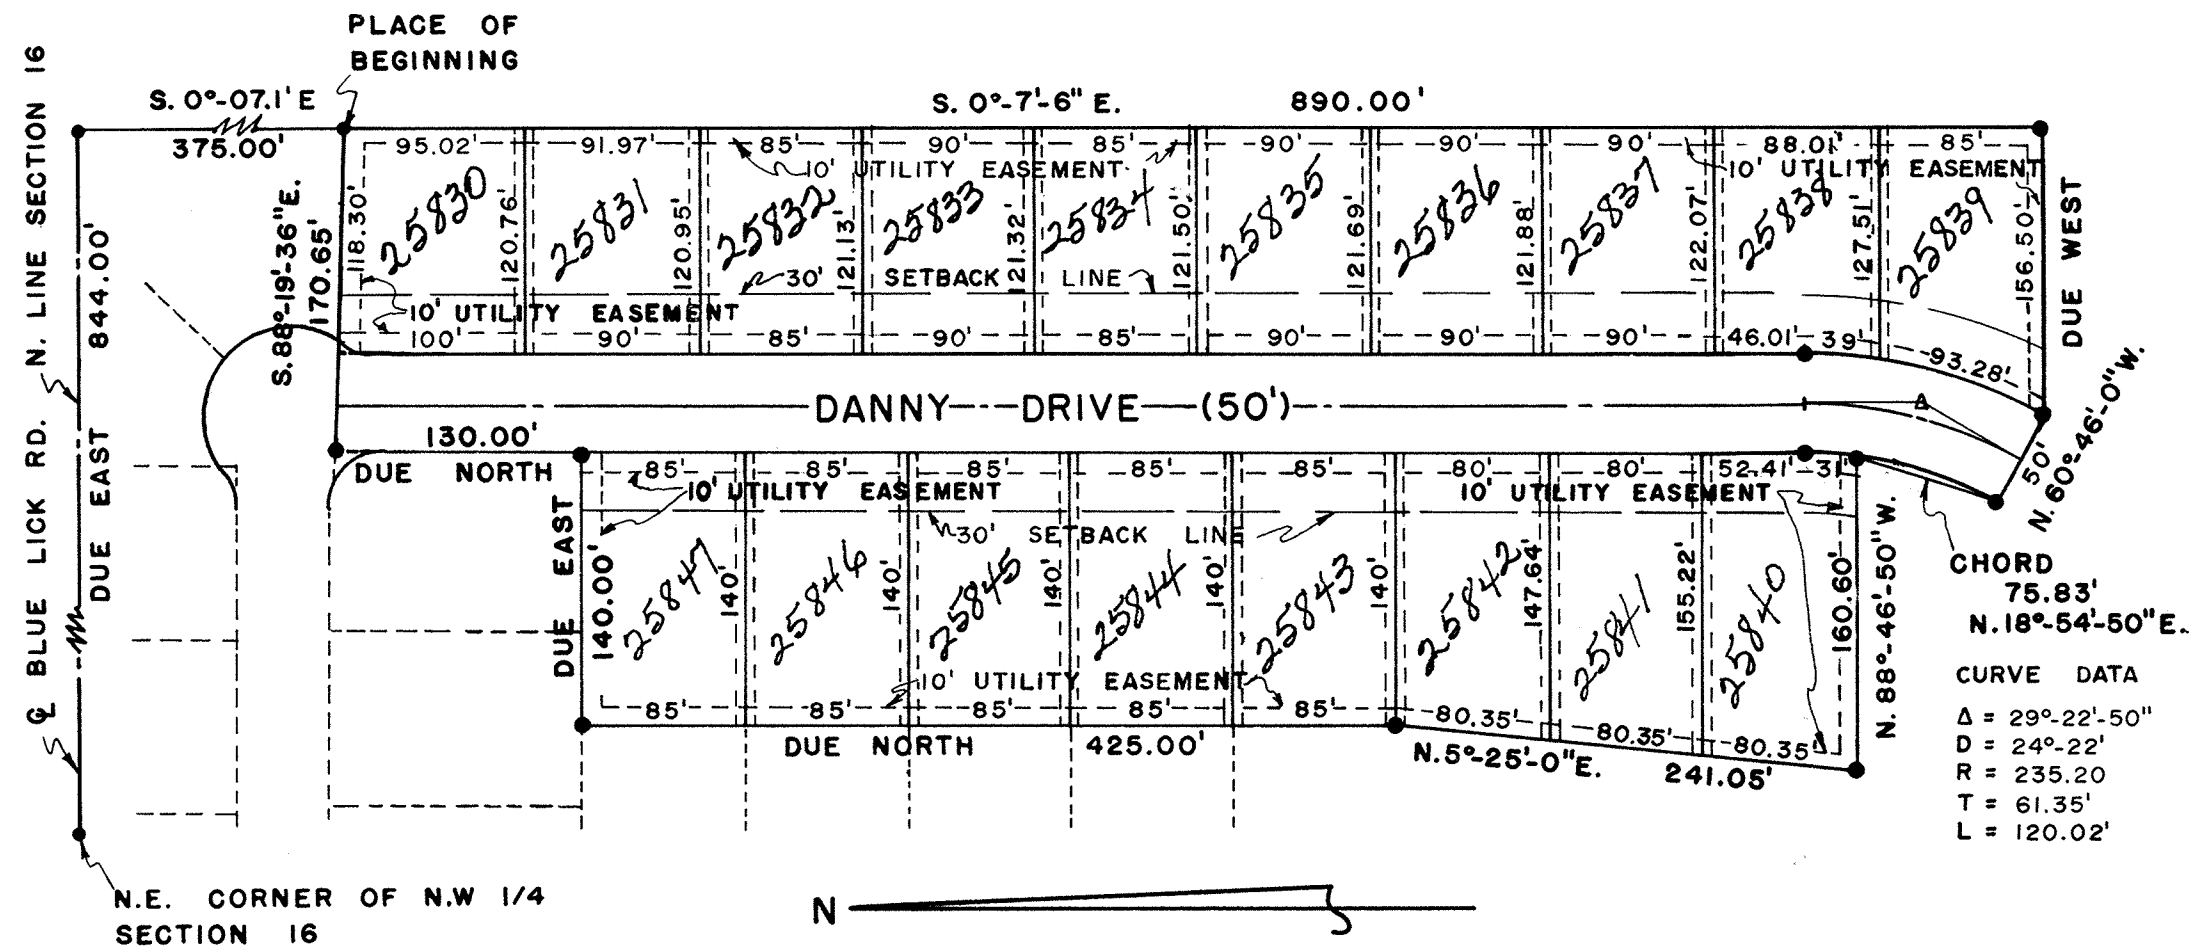 PLACE OF
BEGINNING
S. 0°-07.1' E
375.00'
S. 0°-7'-6" E. 890.00'
95.02' 91.97' 85' 90' 85' 90' 90' 90' 88.01' 85'
10' UTILITY EASEMENT
10' UTILITY EASEMENT
N. LINE SECTION 16
℄ BLUE LICK RD.
844.00'
DUE EAST
S. 88°-19'-36" E.
170.65'
118.30'
25830
120.76'
25831
120.95'
25832
121.13'
25833
121.32'
25834
121.50'
25835
121.69'
25836
121.88'
25837
122.07'
25838
127.51'
25839
156.50'
DUE WEST
30' SETBACK LINE
10' UTILITY EASEMENT
100' 90' 85' 90' 85' 90' 90' 90' 46.01' 39' 93.28'
DANNY DRIVE (50')
Δ
50'
N. 60°-46'-0" W.
130.00'
DUE NORTH
85' 85' 85' 85' 85' 80' 80' 52.41' 31'
10' UTILITY EASEMENT
10' UTILITY EASEMENT
30' SETBACK LINE
DUE EAST
140.00'
25847
140'
25846
140'
25845
140'
25844
140'
25843
140'
25842
147.64'
25841
155.22'
25840
160.60'
N. 88°-46'-50" W.
CHORD
75.83'
N. 18°-54'-50" E.
10' UTILITY EASEMENT
85' 85' 85' 85' 85' 80.35' 80.35' 80.35'
DUE NORTH 425.00'
N. 5°-25'-0" E. 241.05'
CURVE DATA
Δ = 29°-22'-50"
D = 24°-22'
R = 235.20
T = 61.35'
L = 120.02'
N.E. CORNER OF N.W 1/4
SECTION 16
N